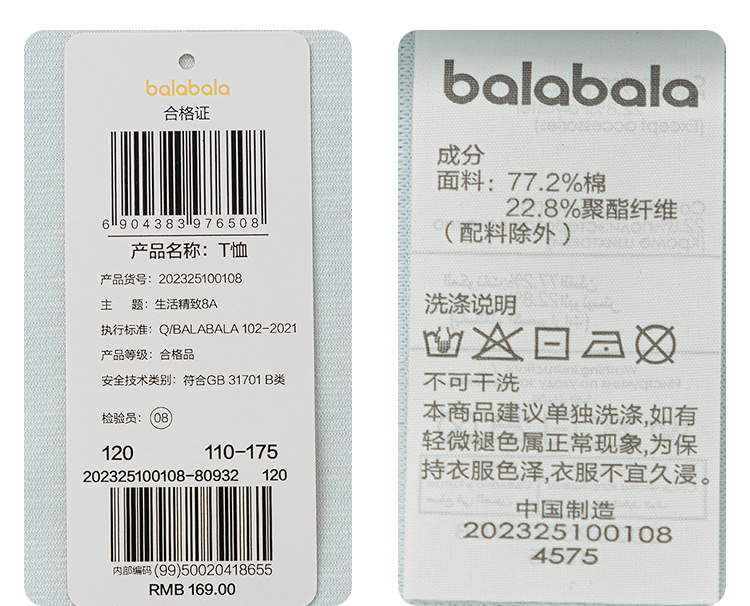 balabala
合格证
6 904383 976508
产品名称：T恤
产品货号：202325100108
主　题：生活精致8A
执行标准：Q/BALABALA 102-2021
产品等级：合格品
安全技术类别：符合GB 31701 B类
检验员：08
120 110-175
202325100108-80932 120
内部编码 (99)50020418655
RMB 169.00
balabala
成分
面料：77.2%棉
22.8%聚酯纤维
（配料除外）
洗涤说明
不可干洗
本商品建议单独洗涤,如有
轻微褪色属正常现象,为保
持衣服色泽,衣服不宜久浸。
中国制造
202325100108
4575